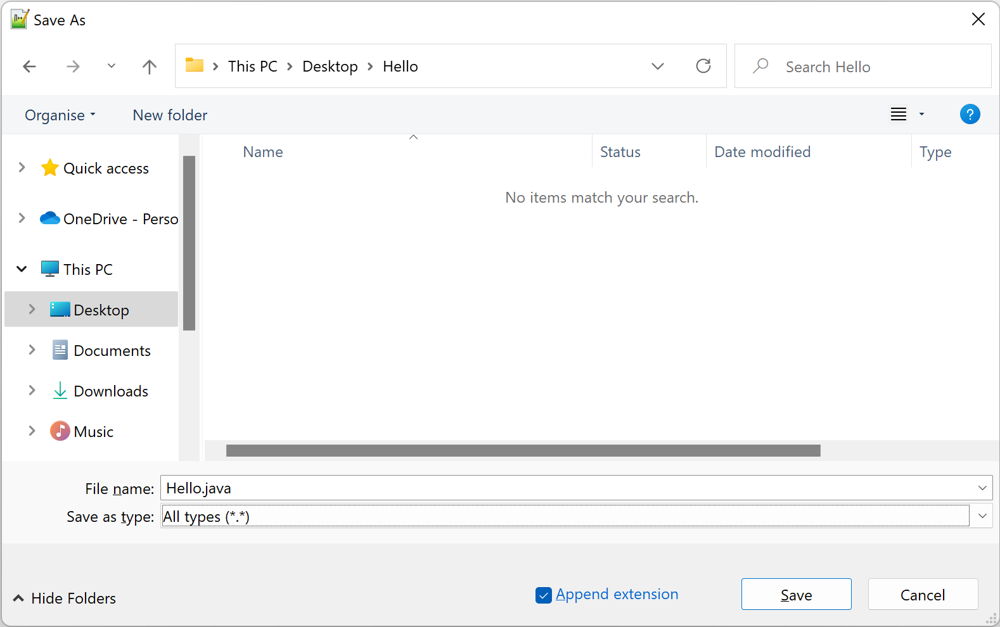 Save As
This PC > Desktop > Hello
Search Hello
Organise
New folder
?
Name
Status
Date modified
Type
No items match your search.
Quick access
OneDrive - Perso
This PC
Desktop
Documents
Downloads
Music
File name: Hello.java
Save as type: All types (*.*)
Hide Folders
Append extension
Save
Cancel